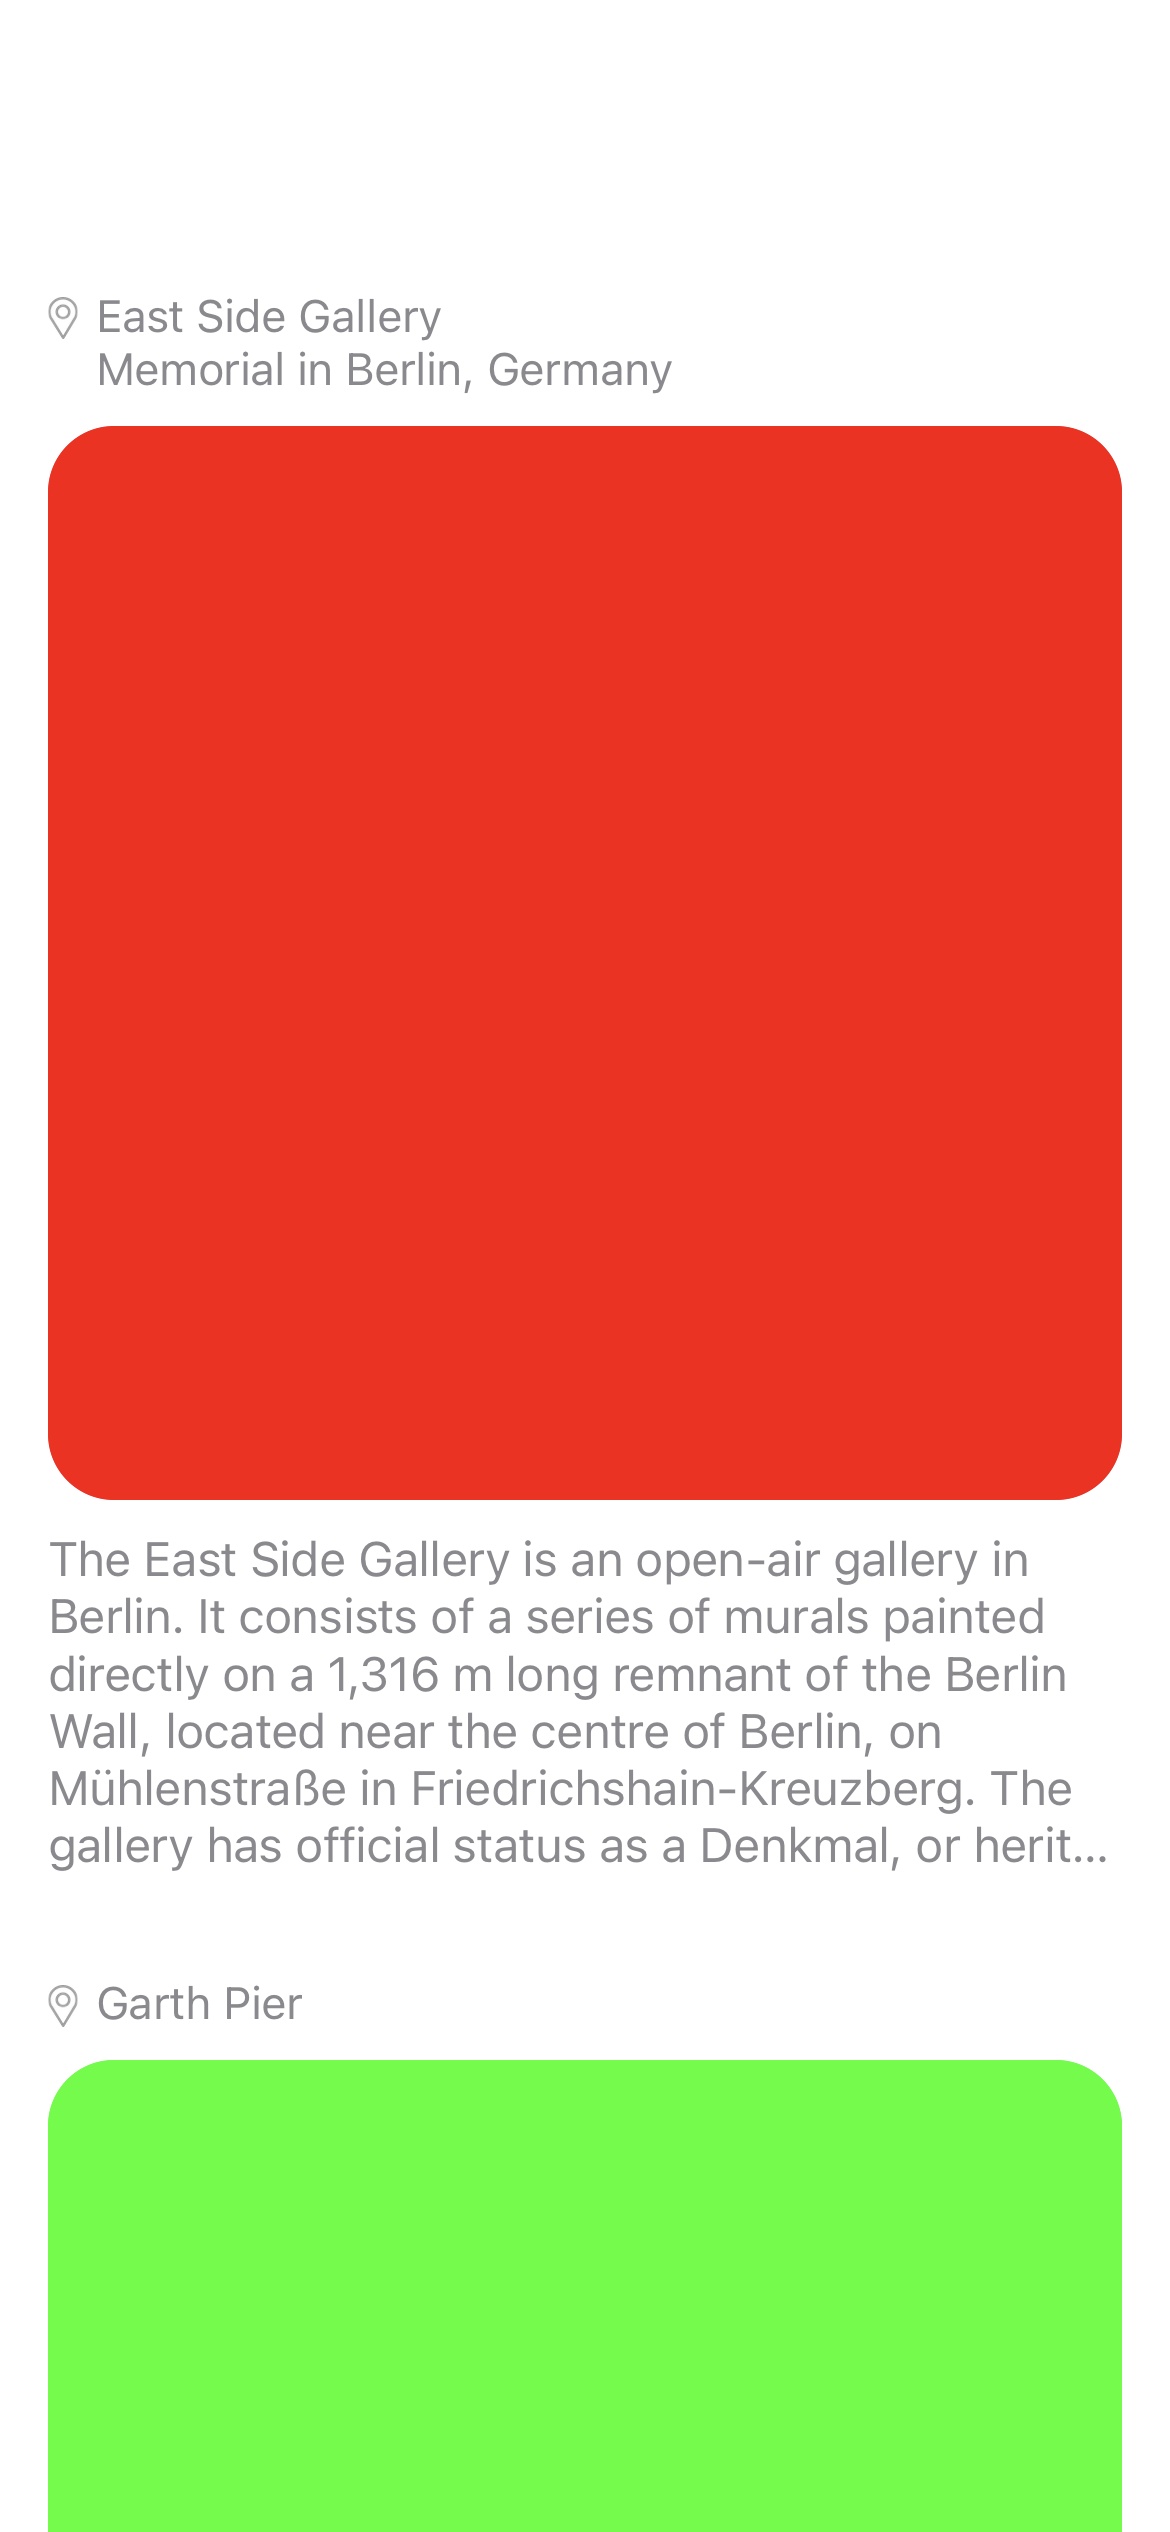 East Side Gallery
Memorial in Berlin, Germany
The East Side Gallery is an open-air gallery in
Berlin. It consists of a series of murals painted
directly on a 1,316 m long remnant of the Berlin
Wall, located near the centre of Berlin, on
Mühlenstraße in Friedrichshain-Kreuzberg. The
gallery has official status as a Denkmal, or herit...
Garth Pier